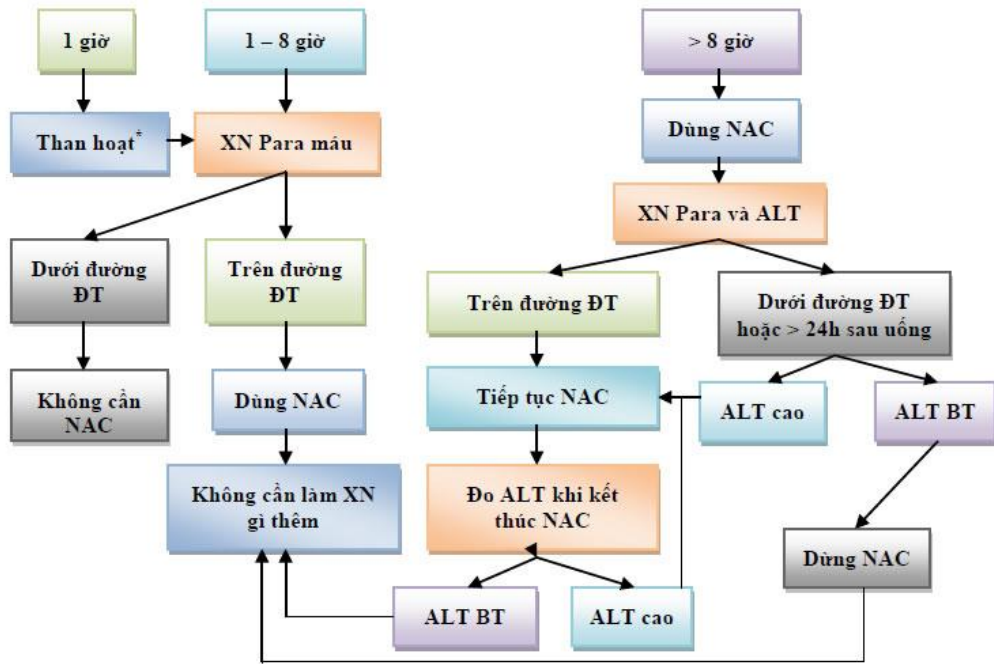 1 giờ
1 – 8 giờ
> 8 giờ
Than hoạt*
XN Para máu
Dùng NAC
XN Para và ALT
Dưới đường
ĐT
Trên đường
ĐT
Trên đường ĐT
Dưới đường ĐT
hoặc > 24h sau uống
Không cần
NAC
Dùng NAC
Tiếp tục NAC
ALT cao
ALT BT
Không cần làm XN
gì thêm
Đo ALT khi kết
thúc NAC
Dừng NAC
ALT BT
ALT cao